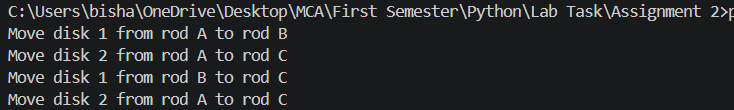 C:\Users\bisha\OneDrive\Desktop\MCA\First Semester\Python\Lab Task\Assignment 2>p
Move disk 1 from rod A to rod B
Move disk 2 from rod A to rod C
Move disk 1 from rod B to rod C
Move disk 2 from rod A to rod C